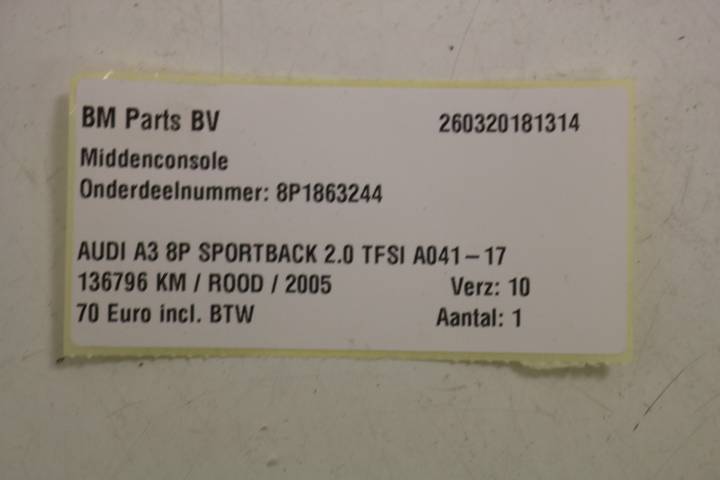 BM Parts BV 260320181314
Middenconsole
Onderdeelnummer: 8P1863244
AUDI A3 8P SPORTBACK 2.0 TFSI A041-17
136796 KM / ROOD / 2005 Verz: 10
70 Euro incl. BTW Aantal: 1